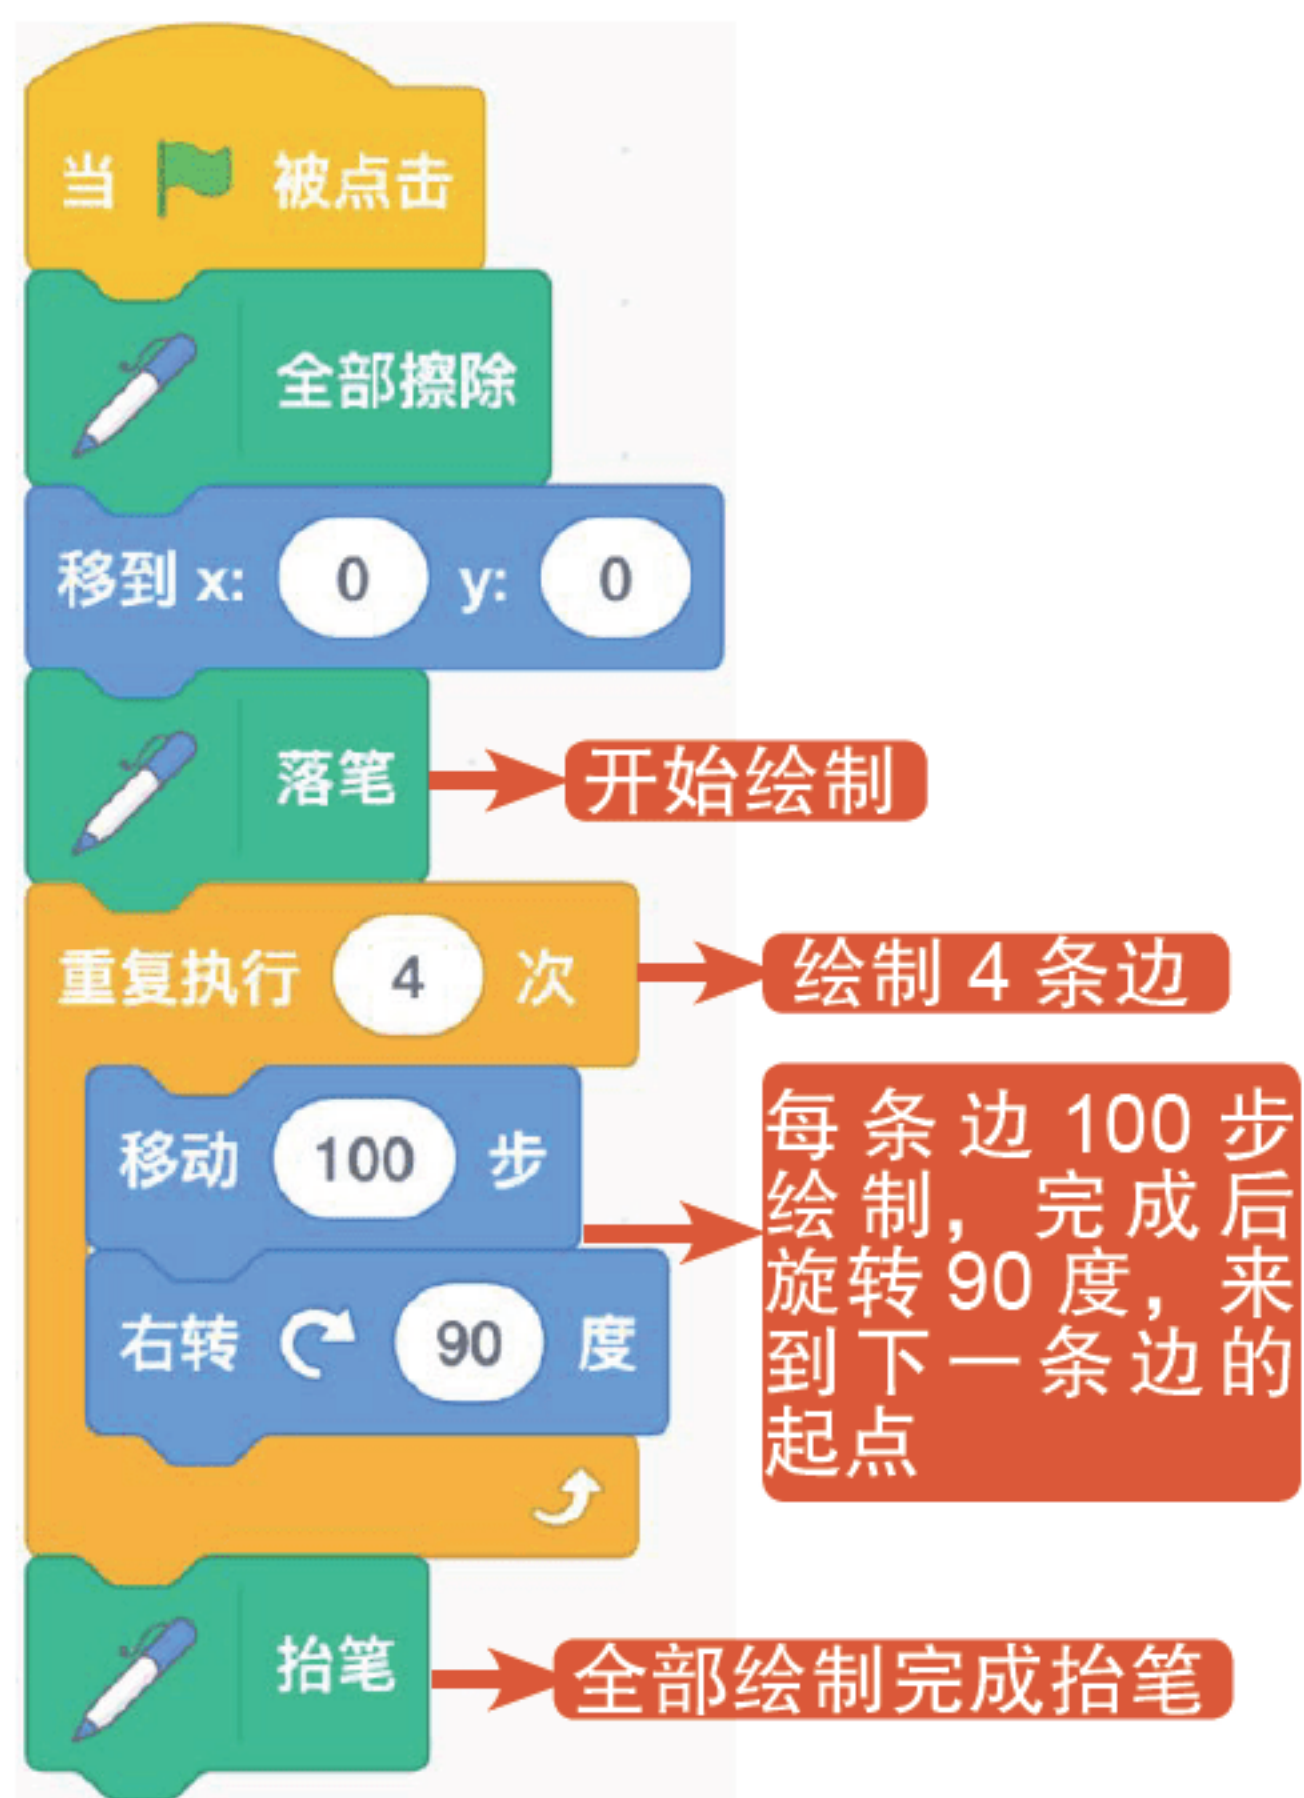 当 被点击
全部擦除
移到 x: 0 y: 0
落笔
开始绘制
重复执行 4 次
绘制 4 条边
移动 100 步
右转 90 度
每条边 100 步
绘制，完成后
旋转 90 度，来
到下一条边的
起点
抬笔
全部绘制完成抬笔